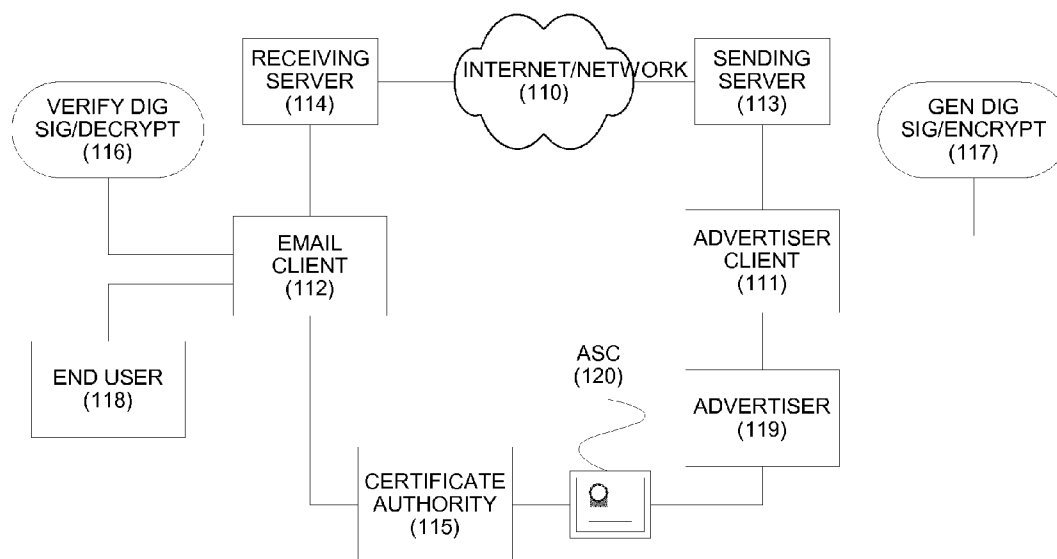 RECEIVING
SERVER
(114)
INTERNET/NETWORK
(110)
SENDING
SERVER
(113)
VERIFY DIG
SIG/DECRYPT
(116)
GEN DIG
SIG/ENCRYPT
(117)
EMAIL
CLIENT
(112)
ADVERTISER
CLIENT
(111)
END USER
(118)
ASC
(120)
ADVERTISER
(119)
CERTIFICATE
AUTHORITY
(115)